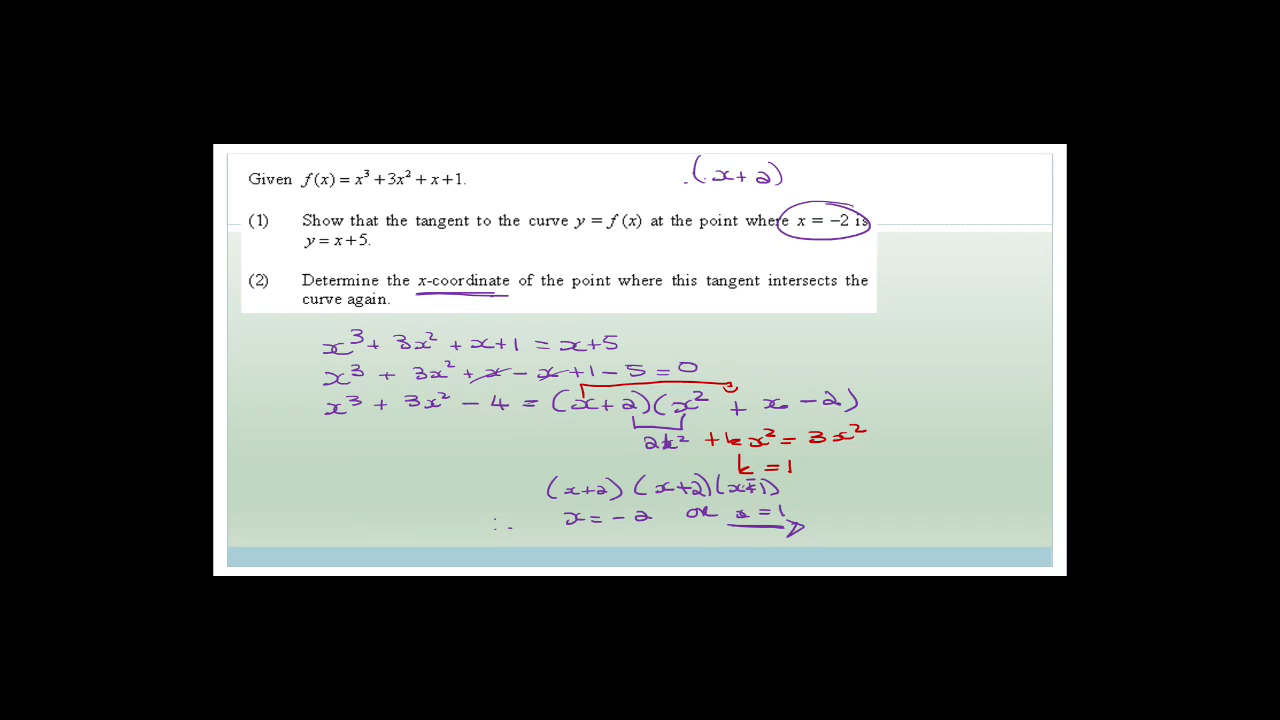 Given f(x) = x³ + 3x² + x + 1.
(x + 2)
(1) Show that the tangent to the curve y = f(x) at the point where x = −2 is
y = x + 5.
(2) Determine the x-coordinate of the point where this tangent intersects the
curve again.
x³ + 3x² + x + 1 = x + 5
x³ + 3x² + x − x + 1 − 5 = 0
x³ + 3x² − 4 = (x + 2)(x² + x − 2)
2x² + kx² = 3x²
k = 1
(x+2) (x+2)(x−1)
∴ x = −2 or x = 1